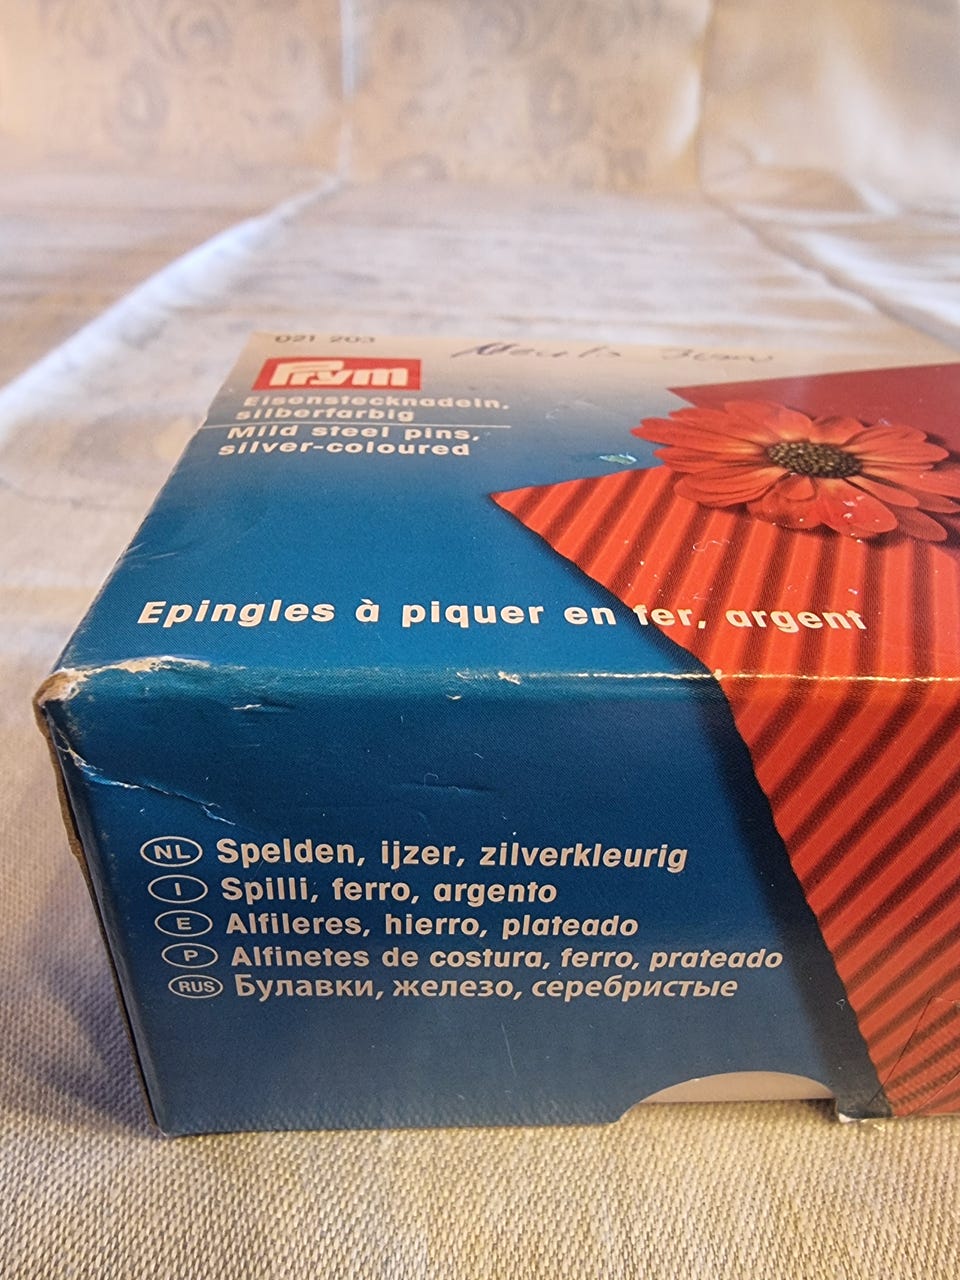 021 203
Prym
Eisenstecknadeln,
silberfarbig
Mild steel pins,
silver-coloured
Epingles à piquer en fer, argent
NL Spelden, ijzer, zilverkleurig
I Spilli, ferro, argento
E Alfileres, hierro, plateado
P Alfinetes de costura, ferro, prateado
RUS Булавки, железо, серебристые